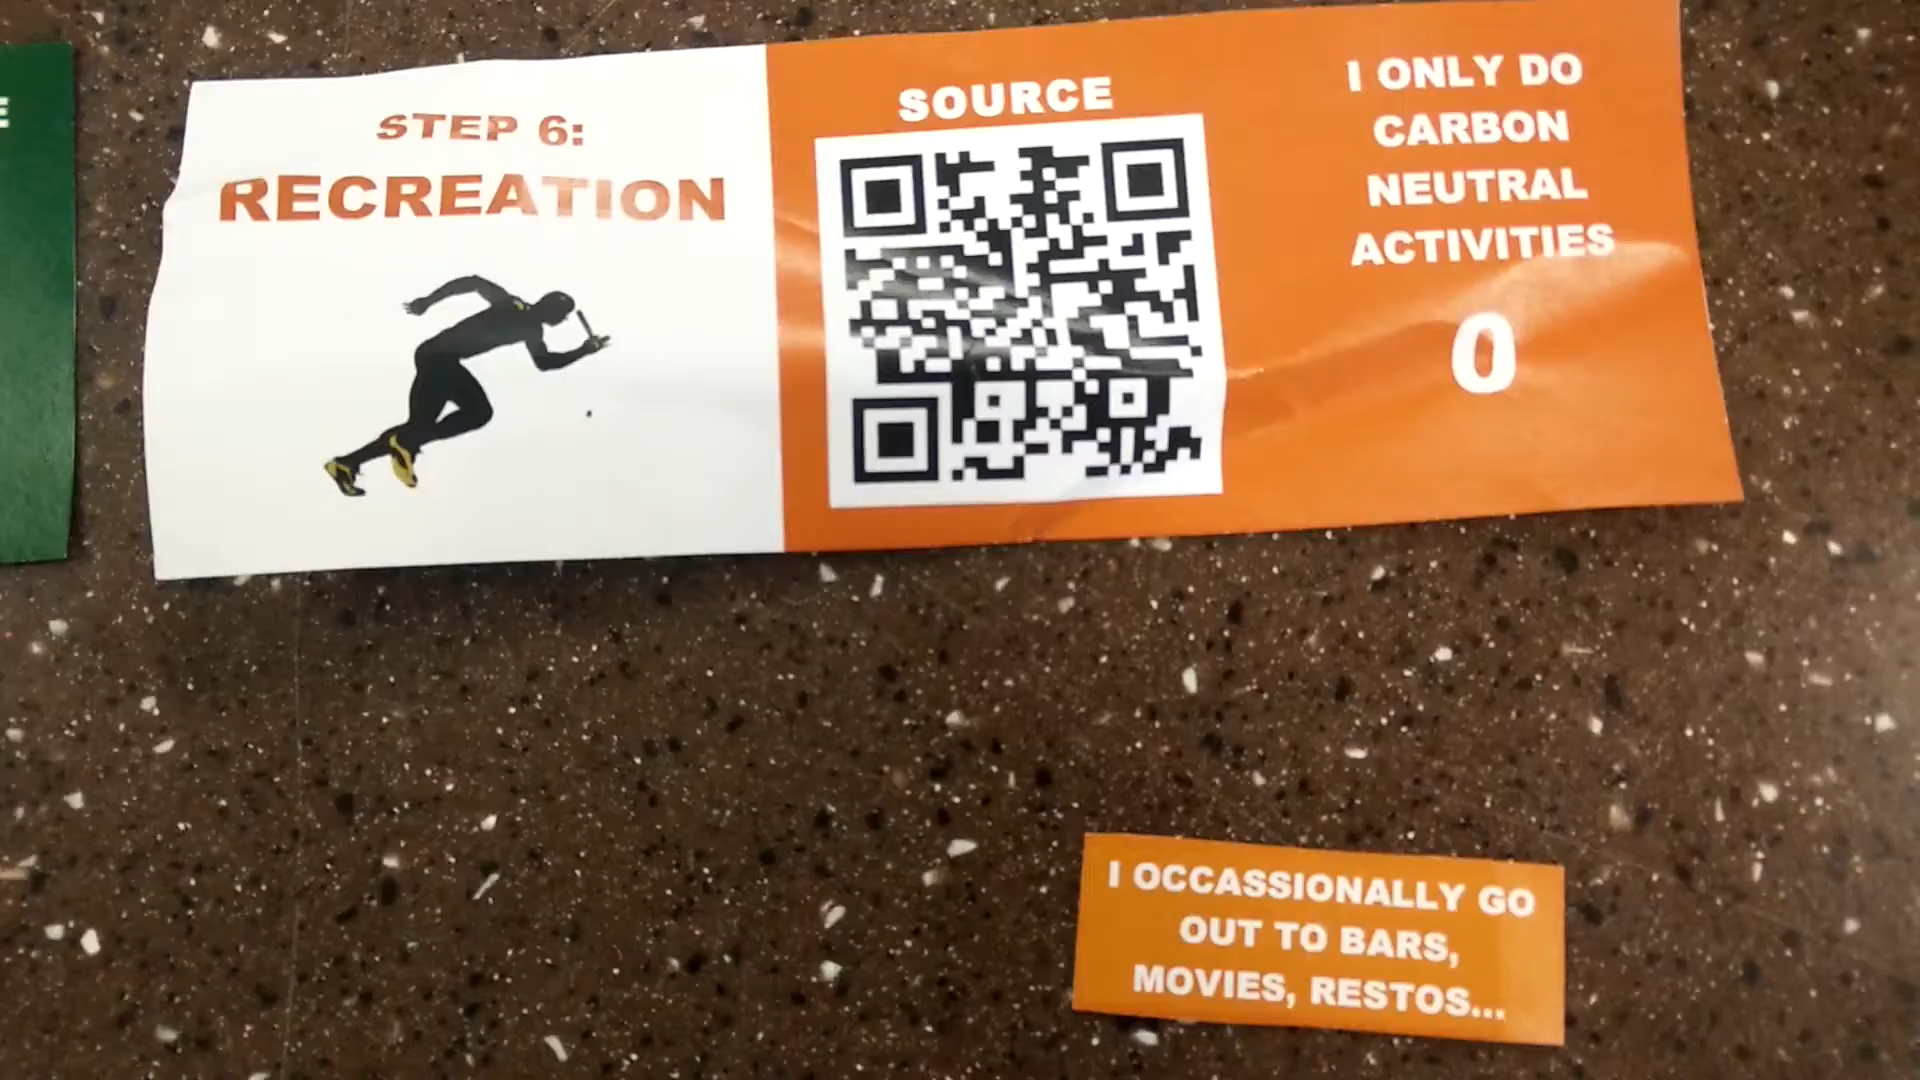 E
STEP 6:
RECREATION
SOURCE
I ONLY DO
CARBON
NEUTRAL
ACTIVITIES
0
I OCCASSIONALLY GO
OUT TO BARS,
MOVIES, RESTOS...